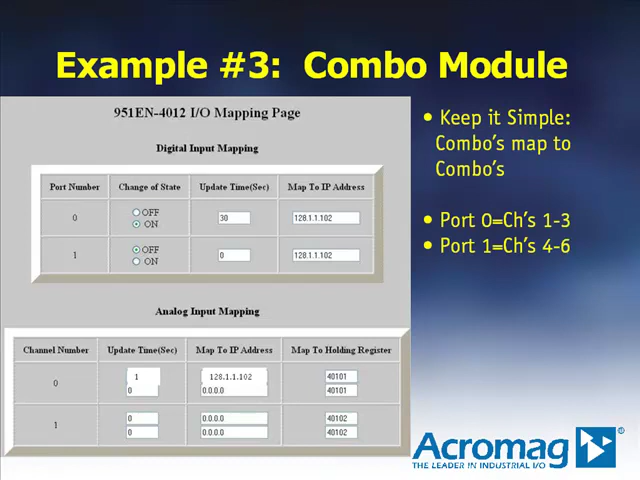 Example #3: Combo Module
951EN-4012 I/O Mapping Page
Digital Input Mapping
Port Number Change of State Update Time(Sec) Map To IP Address
0 OFF ON 30 128.1.1.102
1 OFF ON 0 128.1.1.102
Analog Input Mapping
Channel Number Update Time(Sec) Map To IP Address Map To Holding Register
0 1 128.1.1.102 40101
0 0.0.0.0 40101
1 0 0.0.0.0 40102
0 0.0.0.0 40102
• Keep it Simple:
Combo's map to
Combo's
• Port 0=Ch's 1-3
• Port 1=Ch's 4-6
Acromag
THE LEADER IN INDUSTRIAL I/O